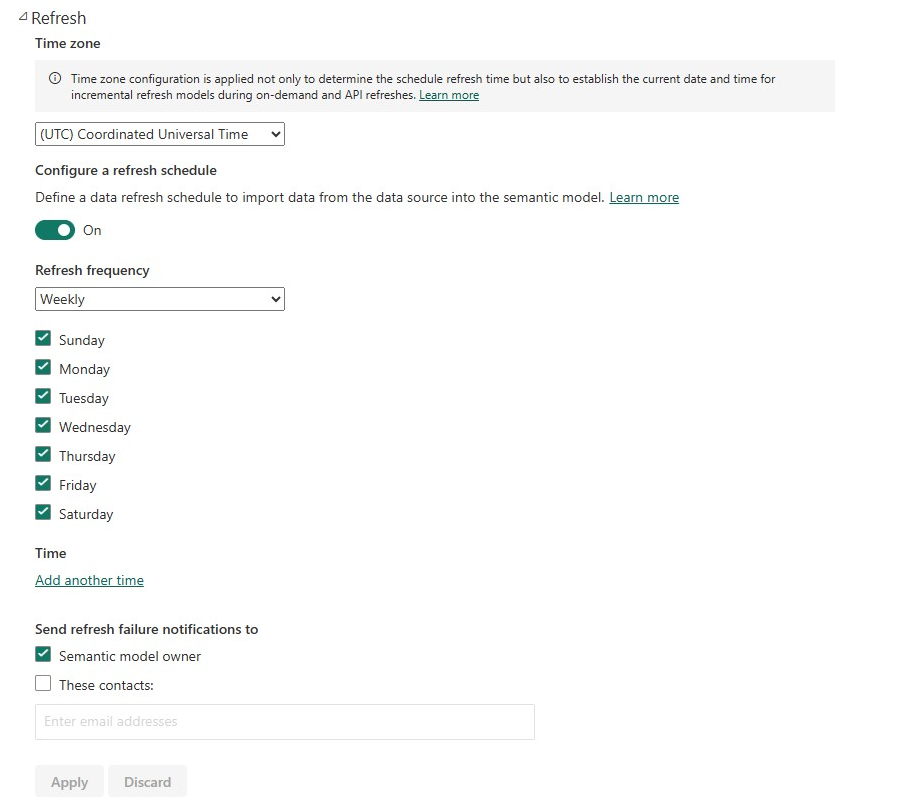 Refresh
Time zone
Time zone configuration is applied not only to determine the schedule refresh time but also to establish the current date and time for
incremental refresh models during on-demand and API refreshes. Learn more
(UTC) Coordinated Universal Time
Configure a refresh schedule
Define a data refresh schedule to import data from the data source into the semantic model. Learn more
On
Refresh frequency
Weekly
Sunday
Monday
Tuesday
Wednesday
Thursday
Friday
Saturday
Time
Add another time
Send refresh failure notifications to
Semantic model owner
These contacts:
Enter email addresses
Apply Discard